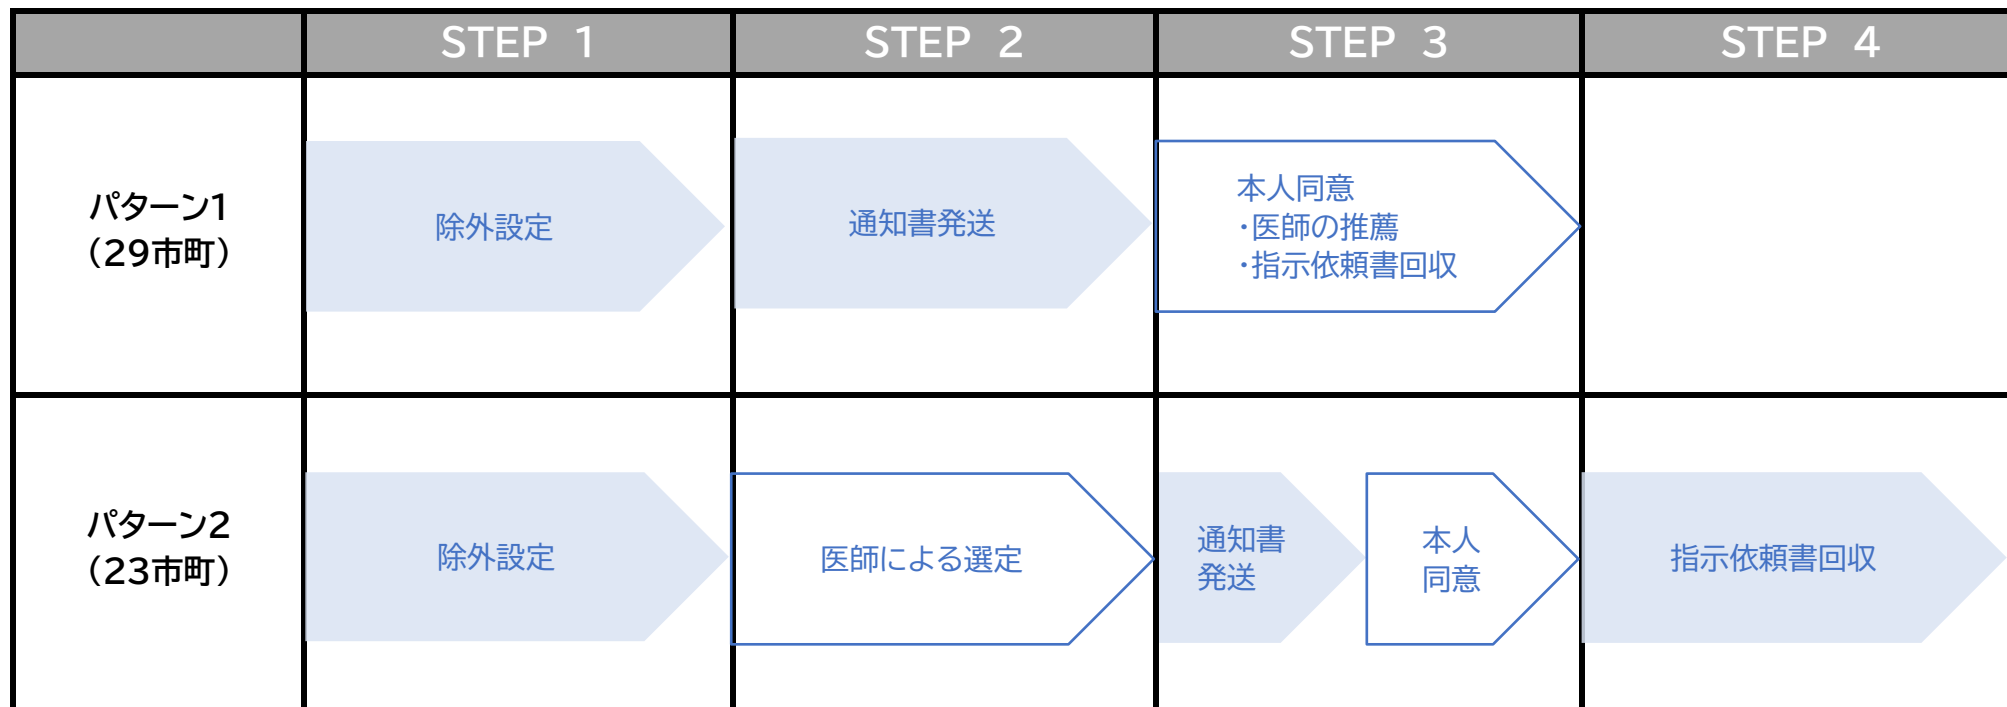 STEP 1
STEP 2
STEP 3
STEP 4
パターン1
（29市町）
除外設定
通知書発送
本人同意
・医師の推薦
・指示依頼書回収
パターン2
（23市町）
除外設定
医師による選定
通知書
発送
本人
同意
指示依頼書回収